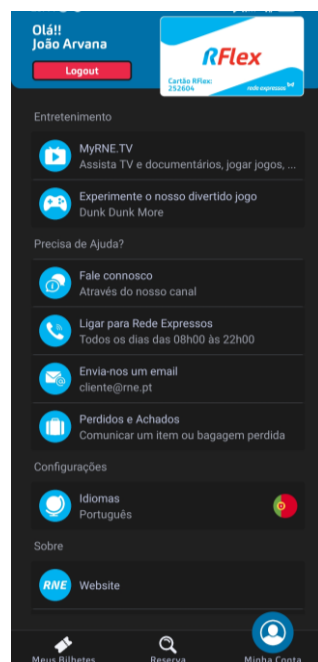 Olá!!
João Arvana
Logout
RFlex
Cartão RFlex:
252604
rede expressos
Entretenimento
MyRNE.TV
Assista TV e documentários, jogar jogos, ...
Experimente o nosso divertido jogo
Dunk Dunk More
Precisa de Ajuda?
Fale connosco
Através do nosso canal
Ligar para Rede Expressos
Todos os dias das 08h00 às 22h00
Envia-nos um email
cliente@rne.pt
Perdidos e Achados
Comunicar um item ou bagagem perdida
Configurações
Idiomas
Português
Sobre
RNE Website
Meus Bilhetes Reserva Minha Conta